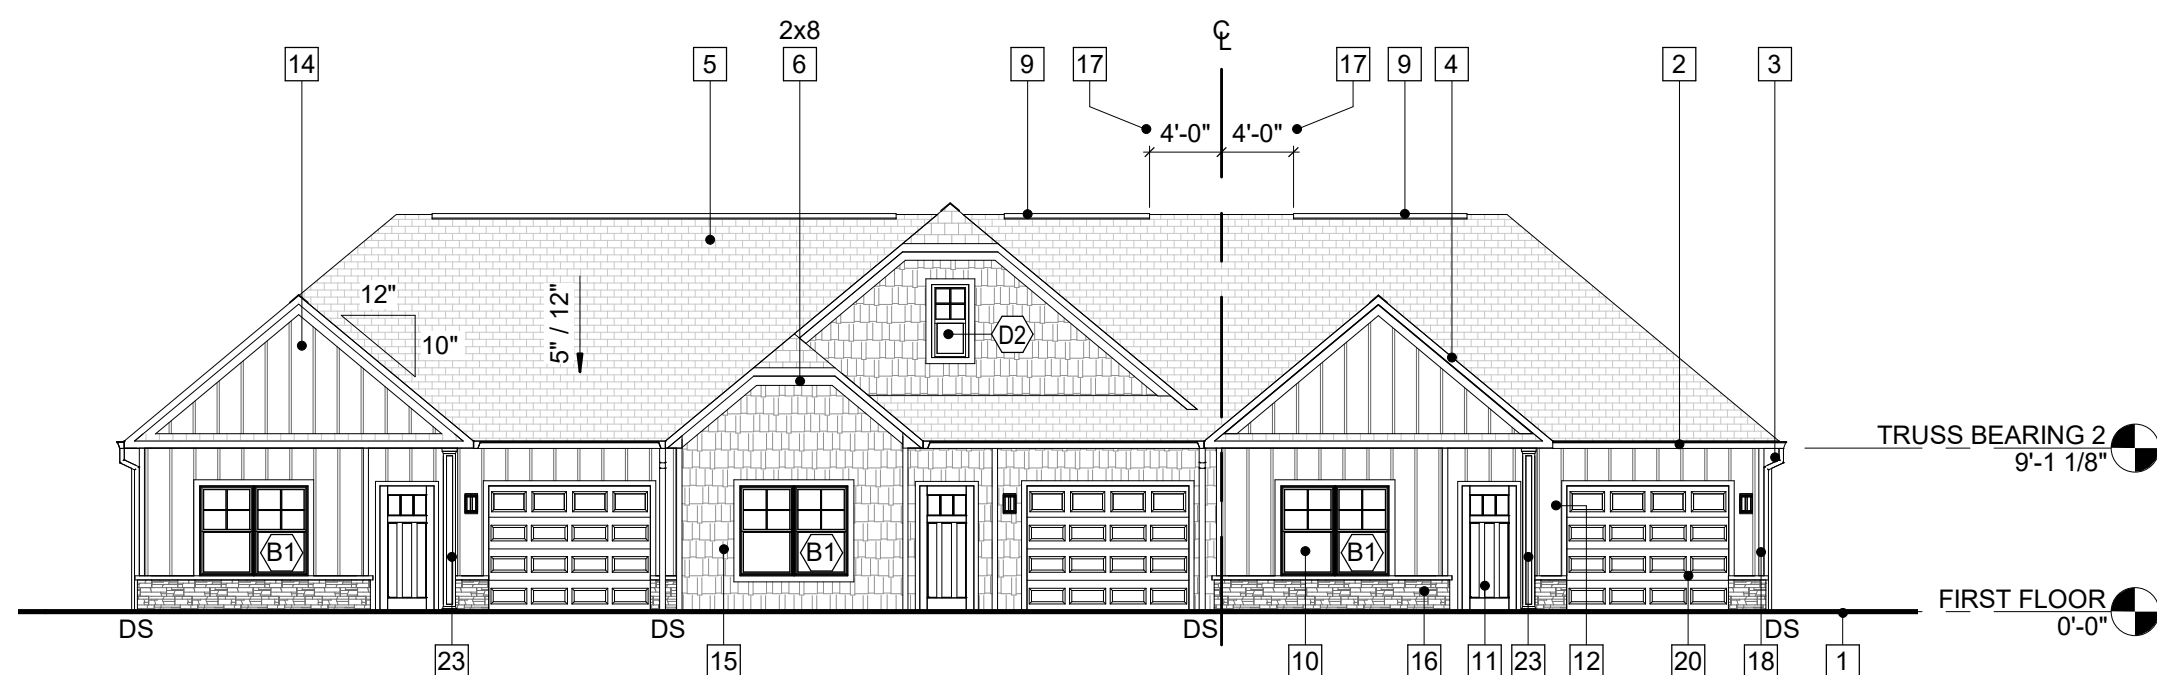 2x8
℄
14
5
6
9
17
17
9
4
2
3
4'-0"
4'-0"
12"
10"
5" / 12"
D2
TRUSS BEARING 2
9'-1 1/8"
B1
B1
B1
FIRST FLOOR
0'-0"
DS
DS
DS
DS
23
15
10
16
11
23
12
20
18
1